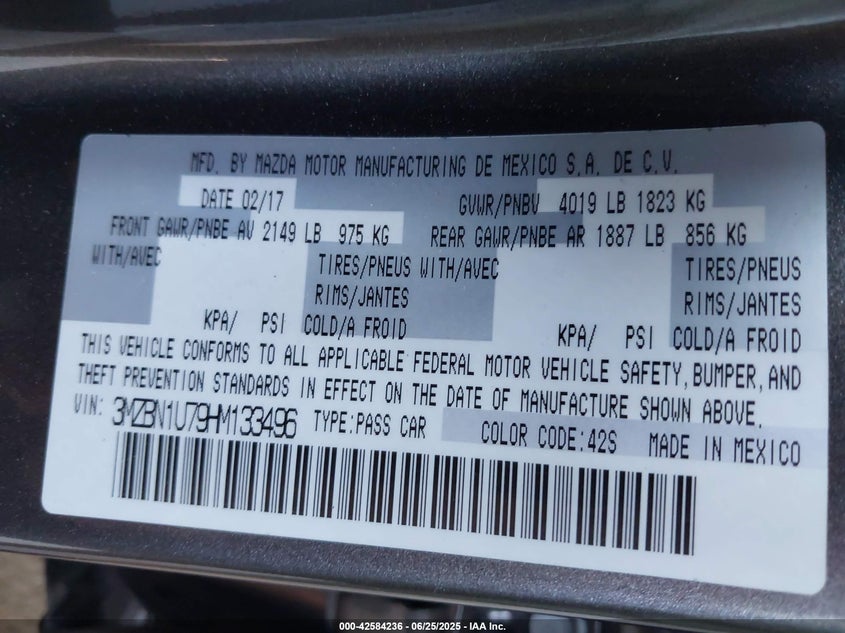 MFD. BY MAZDA MOTOR MANUFACTURING DE MEXICO S.A. DE C.V.
DATE 02/17 GVWR/PNBV 4019 LB 1823 KG
FRONT GAWR/PNBE AV 2149 LB 975 KG REAR GAWR/PNBE AR 1887 LB 856 KG
WITH/AVEC TIRES/PNEUS WITH/AVEC TIRES/PNEUS
RIMS/JANTES RIMS/JANTES
KPA/ PSI COLD/A FROID KPA/ PSI COLD/A FROID
THIS VEHICLE CONFORMS TO ALL APPLICABLE FEDERAL MOTOR VEHICLE SAFETY, BUMPER, AND
THEFT PREVENTION STANDARDS IN EFFECT ON THE DATE OF MANUFACTURE SHOWN ABOVE.
VIN: 3MZBN1U79HM133496 TYPE:PASS CAR COLOR CODE:42S MADE IN MEXICO
000-42584236 - 06/25/2025 - IAA Inc.